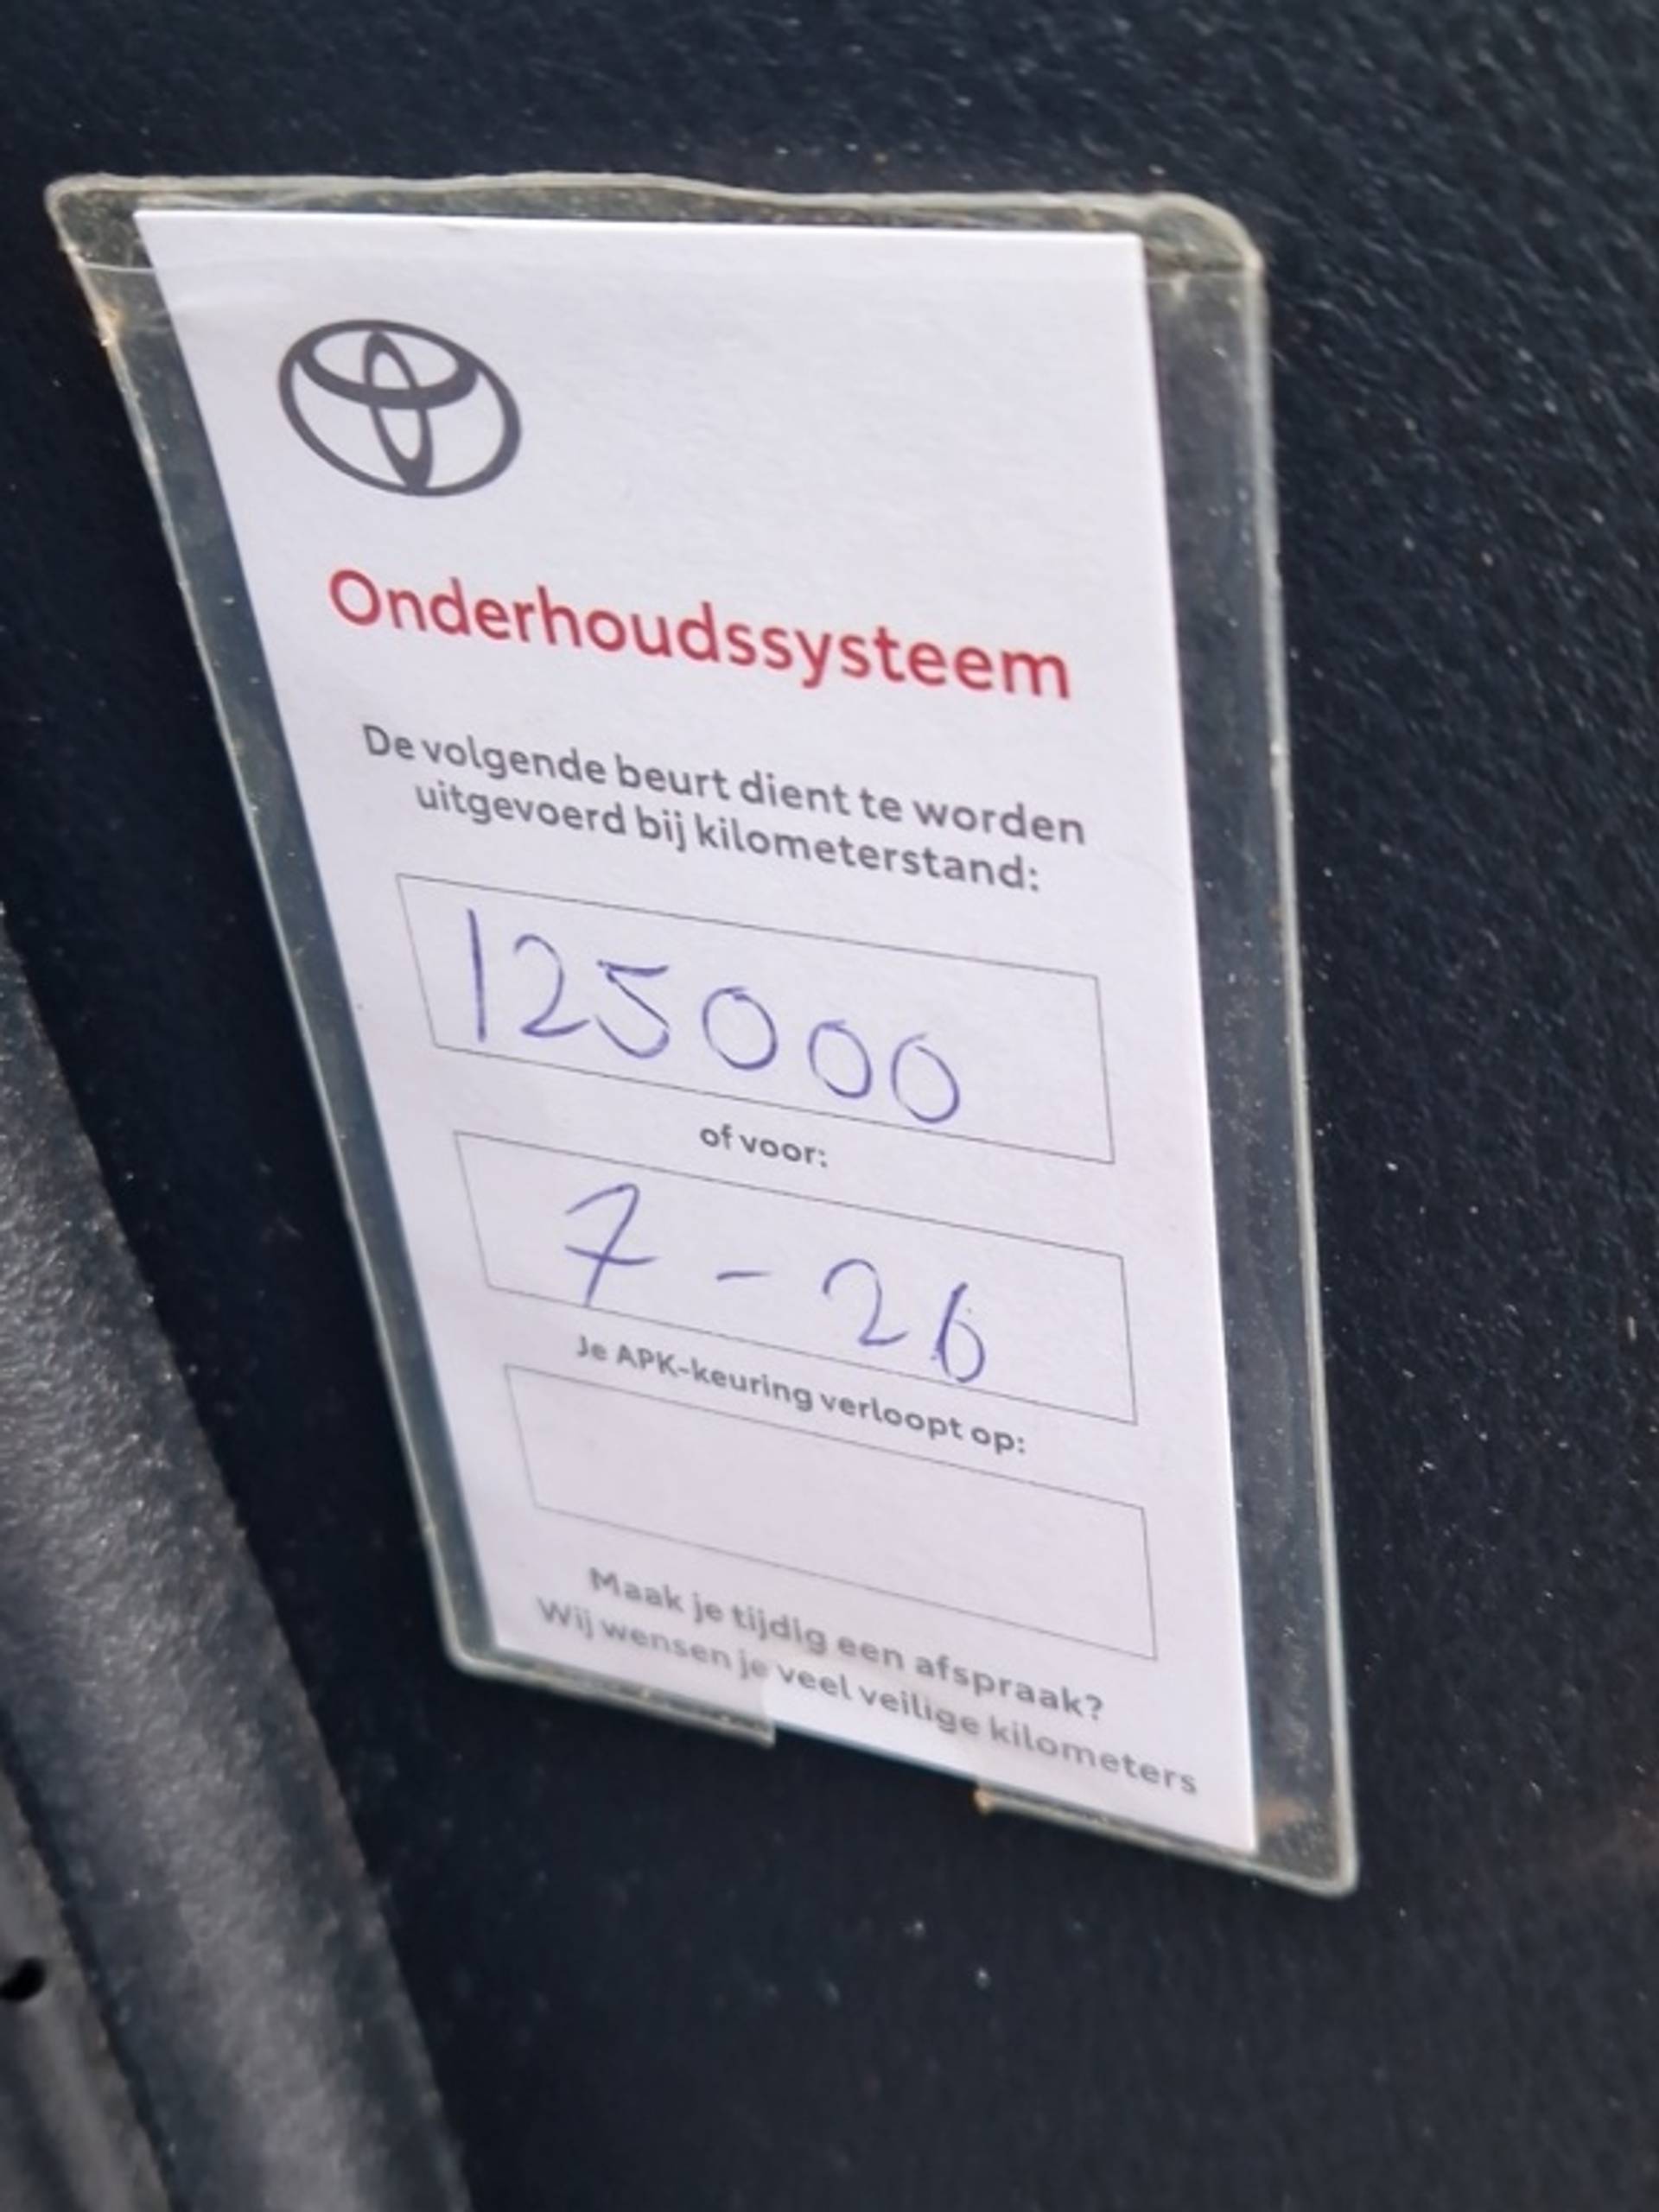 Onderhoudssysteem
De volgende beurt dient te worden
uitgevoerd bij kilometerstand:
125000
of voor:
7-26
Je APK-keuring verloopt op:
Maak je tijdig een afspraak?
Wij wensen je veel veilige kilometers